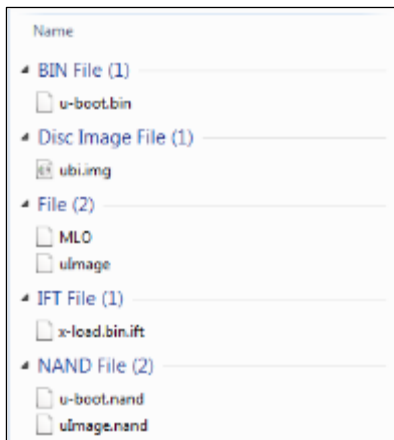 Name
BIN File (1)
u-boot.bin
Disc Image File (1)
ubi.img
File (2)
MLO
uImage
IFT File (1)
x-load.bin.ift
NAND File (2)
u-boot.nand
uImage.nand